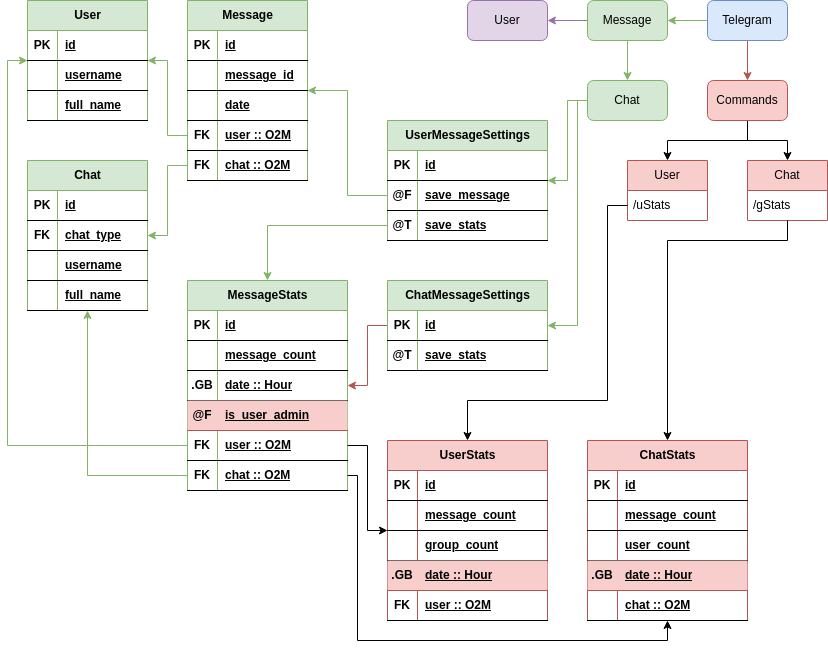 User
PK id
username
full_name
Message
PK id
message_id
date
FK user :: O2M
FK chat :: O2M
User
Message
Telegram
Chat
Commands
UserMessageSettings
PK id
@F save_message
@T save_stats
User
/uStats
Chat
/gStats
Chat
PK id
FK chat_type
username
full_name
MessageStats
PK id
message_count
.GB date :: Hour
@F is_user_admin
FK user :: O2M
FK chat :: O2M
ChatMessageSettings
PK id
@T save_stats
UserStats
PK id
message_count
group_count
.GB date :: Hour
FK user :: O2M
ChatStats
PK id
message_count
user_count
.GB date :: Hour
chat :: O2M